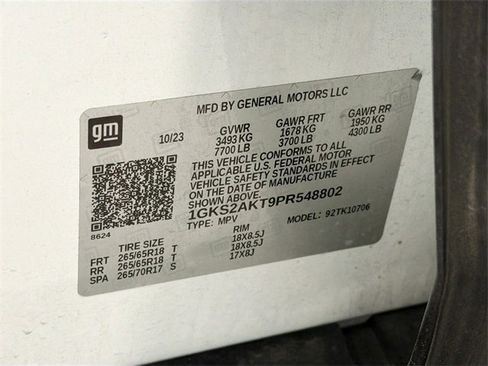 MFD BY GENERAL MOTORS LLC
gm
10/23 GVWR GAWR FRT GAWR RR
3493 KG 1678 KG 1950 KG
7700 LB 3700 LB 4300 LB
THIS VEHICLE CONFORMS TO ALL
APPLICABLE U.S. FEDERAL MOTOR
VEHICLE SAFETY STANDARDS IN EFFECT
ON THE DATE OF MANUFACTURE
SHOWN ABOVE.
1GKS2AKT9PR548802
8624 TYPE: MPV MODEL: 92TK10706
TIRE SIZE RIM
FRT 265/65R18 T 18X8.5J
RR 265/65R18 T 18X8.5J
SPA 265/70R17 S 17X8J